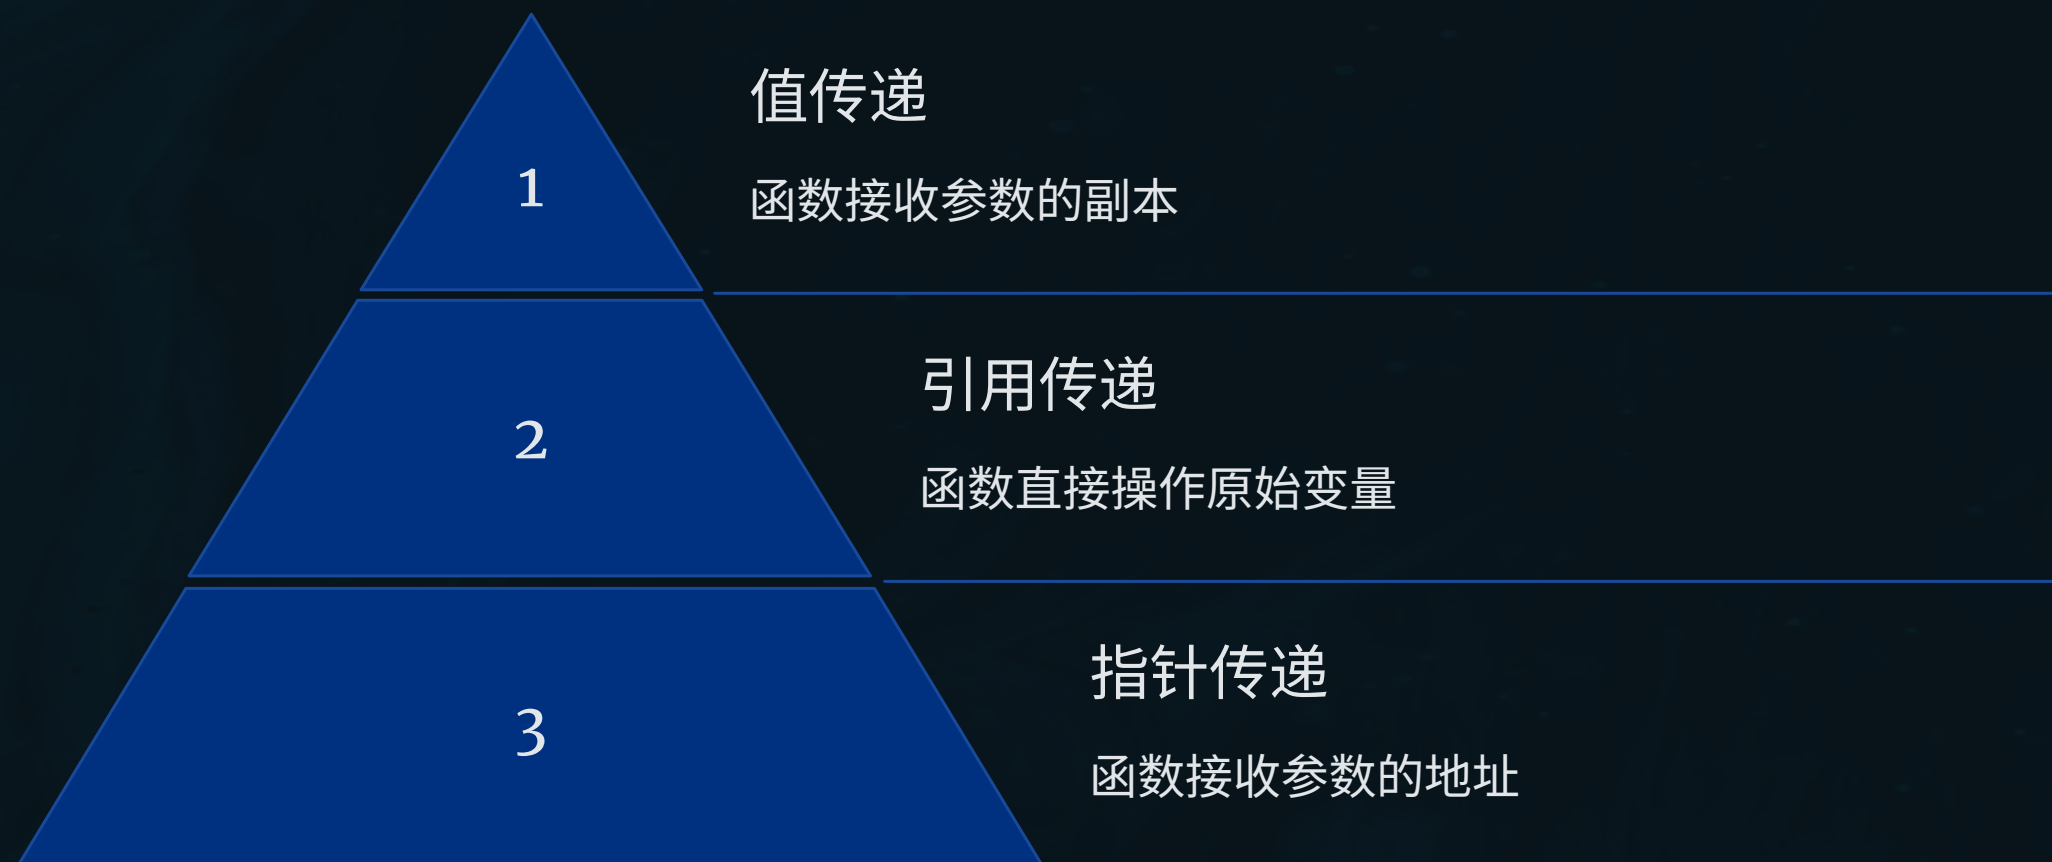 1
值传递
函数接收参数的副本
2
引用传递
函数直接操作原始变量
3
指针传递
函数接收参数的地址